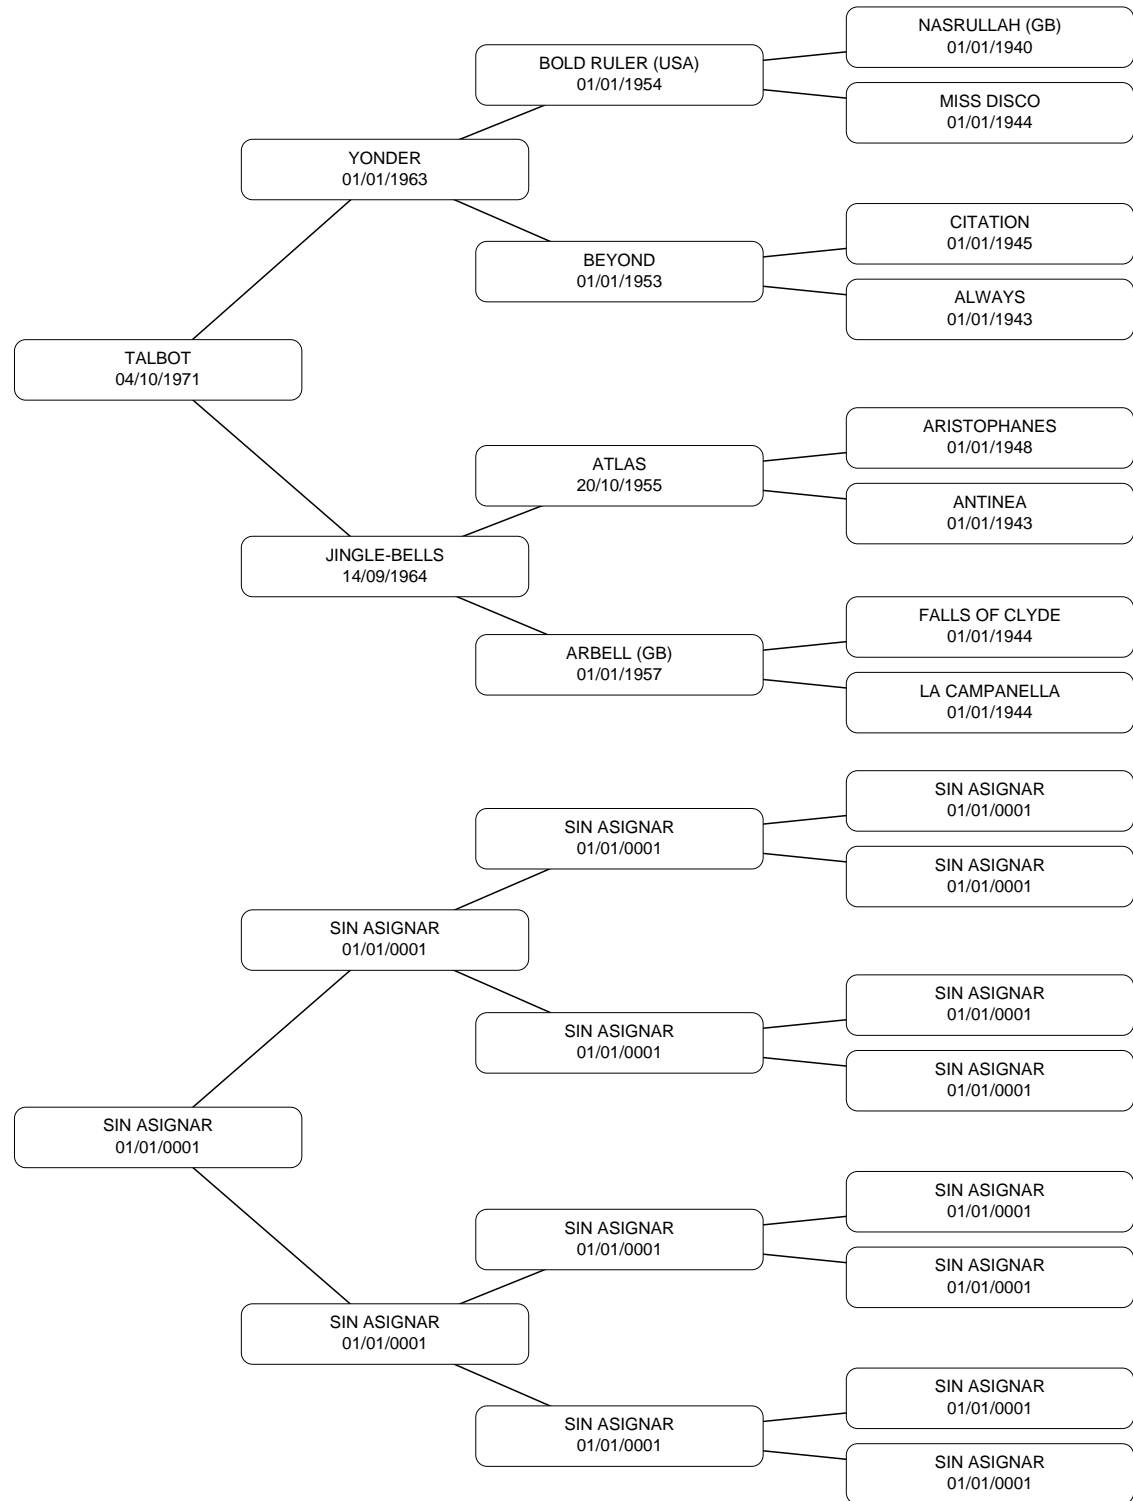 NASRULLAH (GB)
01/01/1940
BOLD RULER (USA)
01/01/1954
MISS DISCO
01/01/1944
YONDER
01/01/1963
CITATION
01/01/1945
BEYOND
01/01/1953
ALWAYS
01/01/1943
TALBOT
04/10/1971
ARISTOPHANES
01/01/1948
ATLAS
20/10/1955
ANTINEA
01/01/1943
JINGLE-BELLS
14/09/1964
FALLS OF CLYDE
01/01/1944
ARBELL (GB)
01/01/1957
LA CAMPANELLA
01/01/1944
SIN ASIGNAR
01/01/0001
SIN ASIGNAR
01/01/0001
SIN ASIGNAR
01/01/0001
SIN ASIGNAR
01/01/0001
SIN ASIGNAR
01/01/0001
SIN ASIGNAR
01/01/0001
SIN ASIGNAR
01/01/0001
SIN ASIGNAR
01/01/0001
SIN ASIGNAR
01/01/0001
SIN ASIGNAR
01/01/0001
SIN ASIGNAR
01/01/0001
SIN ASIGNAR
01/01/0001
SIN ASIGNAR
01/01/0001
SIN ASIGNAR
01/01/0001
SIN ASIGNAR
01/01/0001